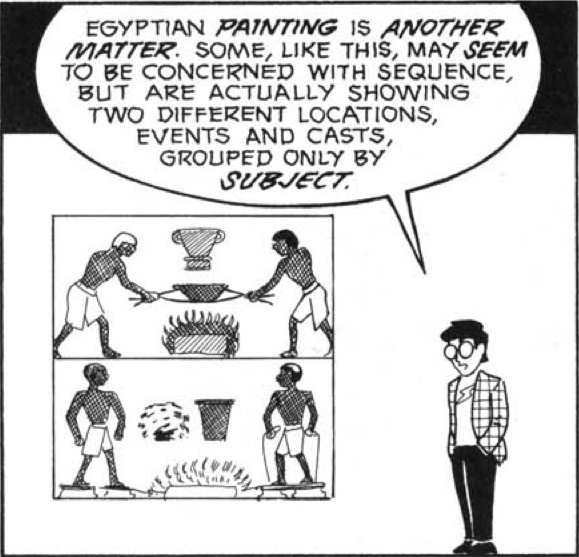 EGYPTIAN PAINTING IS ANOTHER
MATTER. SOME, LIKE THIS, MAY SEEM
TO BE CONCERNED WITH SEQUENCE,
BUT ARE ACTUALLY SHOWING
TWO DIFFERENT LOCATIONS,
EVENTS AND CASTS,
GROUPED ONLY BY
SUBJECT.